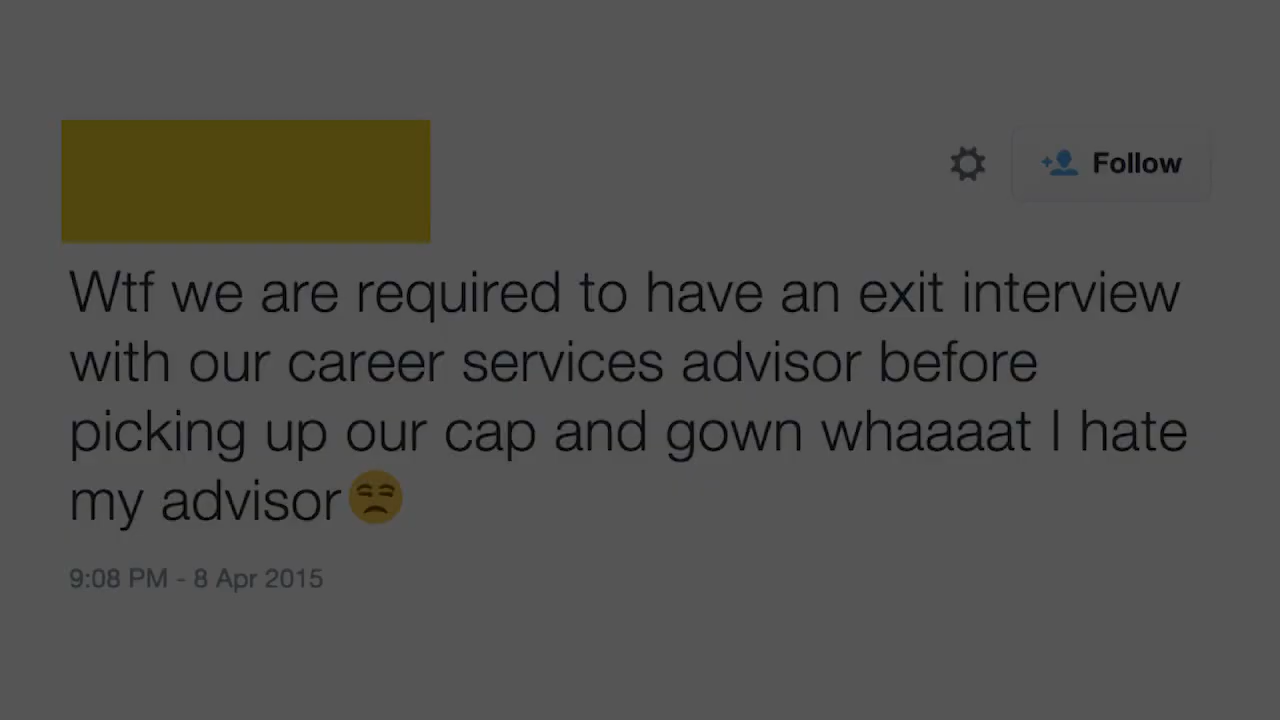 Follow
Wtf we are required to have an exit interview
with our career services advisor before
picking up our cap and gown whaaaat I hate
my advisor😒
9:08 PM - 8 Apr 2015